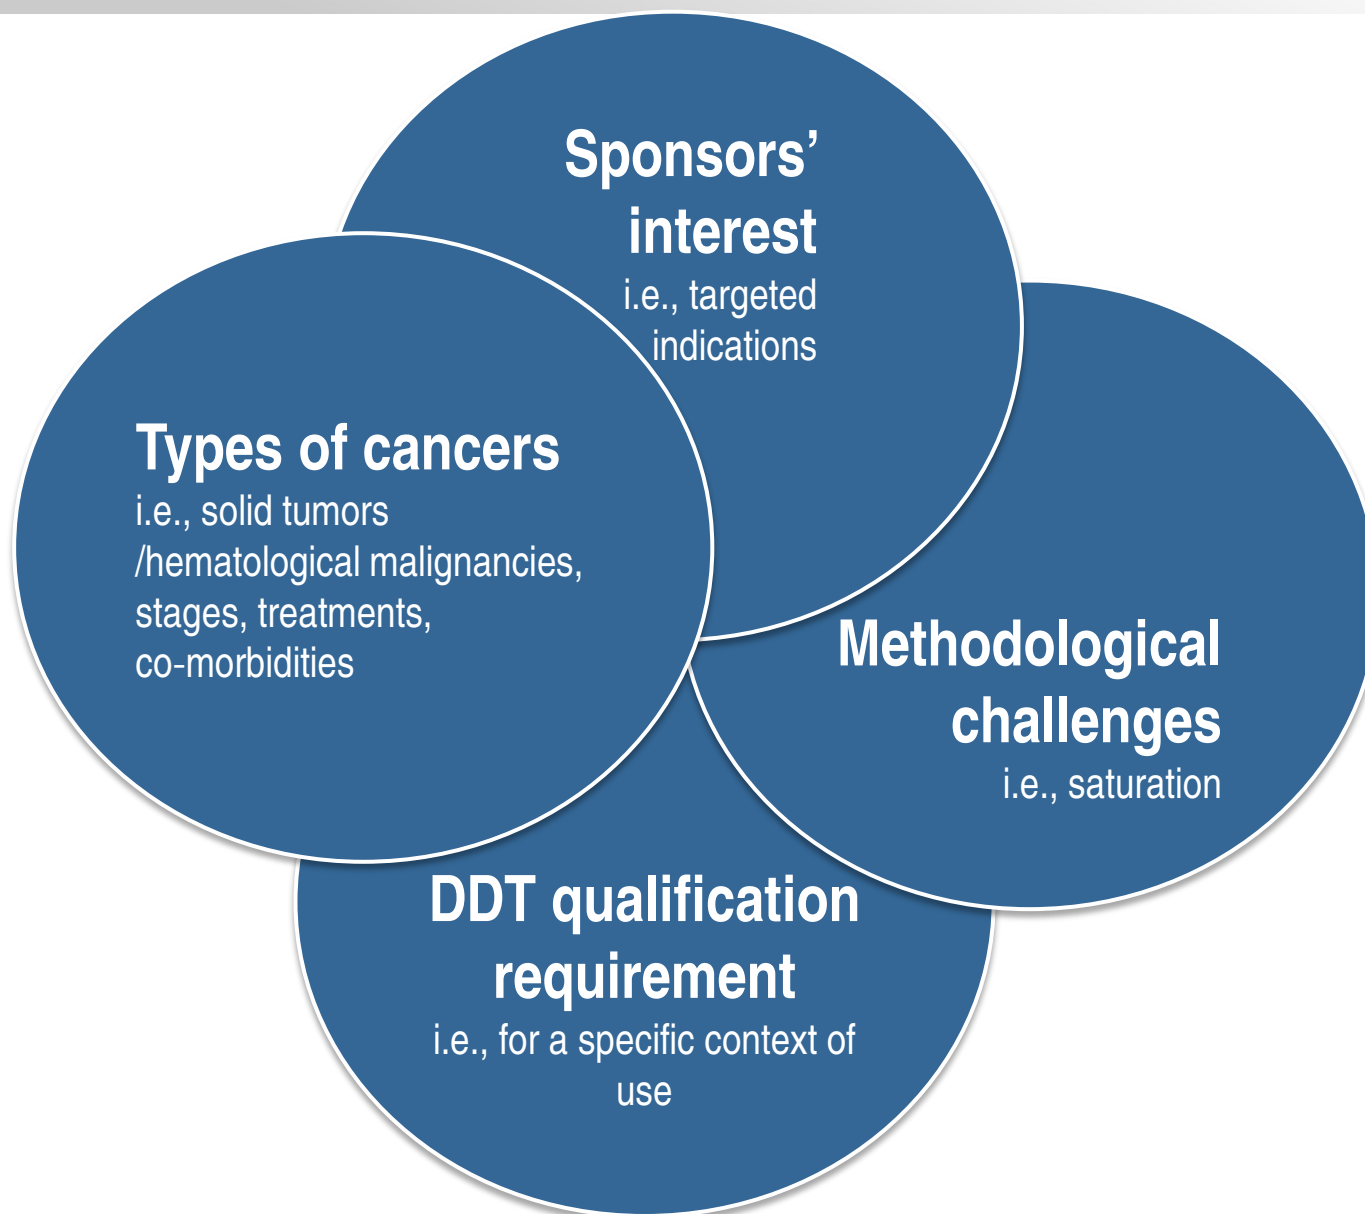 Sponsors’
interest
i.e., targeted
indications
Types of cancers
i.e., solid tumors
/hematological malignancies,
stages, treatments,
co-morbidities
Methodological
challenges
i.e., saturation
DDT qualification
requirement
i.e., for a specific context of
use